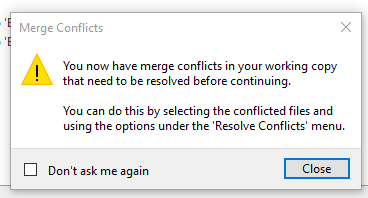 Merge Conflicts
You now have merge conflicts in your working copy
that need to be resolved before continuing.
You can do this by selecting the conflicted files and
using the options under the 'Resolve Conflicts' menu.
Don't ask me again
Close